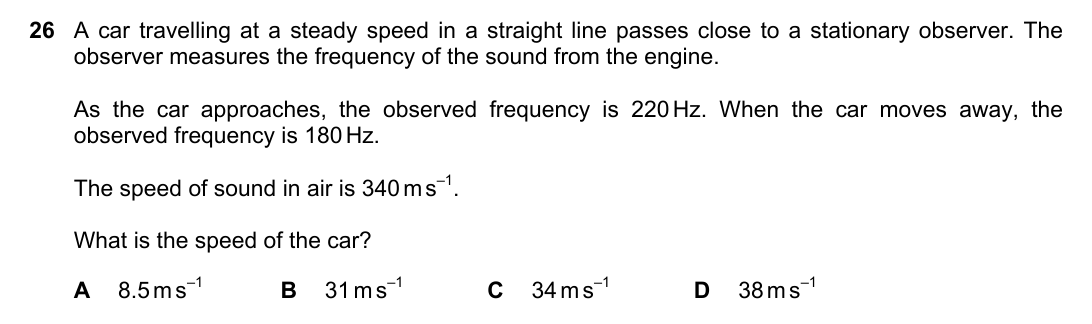 26 A car travelling at a steady speed in a straight line passes close to a stationary observer. The
observer measures the frequency of the sound from the engine.
As the car approaches, the observed frequency is 220 Hz. When the car moves away, the
observed frequency is 180 Hz.
The speed of sound in air is 340 m s⁻¹.
What is the speed of the car?
A 8.5 m s⁻¹ B 31 m s⁻¹ C 34 m s⁻¹ D 38 m s⁻¹